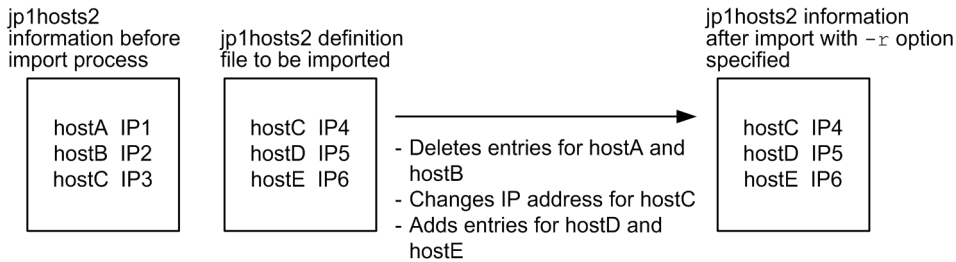 jp1hosts2
information before
import process
hostA IP1
hostB IP2
hostC IP3
jp1hosts2 definition
file to be imported
hostC IP4
hostD IP5
hostE IP6
- Deletes entries for hostA and
hostB
- Changes IP address for hostC
- Adds entries for hostD and
hostE
jp1hosts2 information
after import with -r option
specified
hostC IP4
hostD IP5
hostE IP6